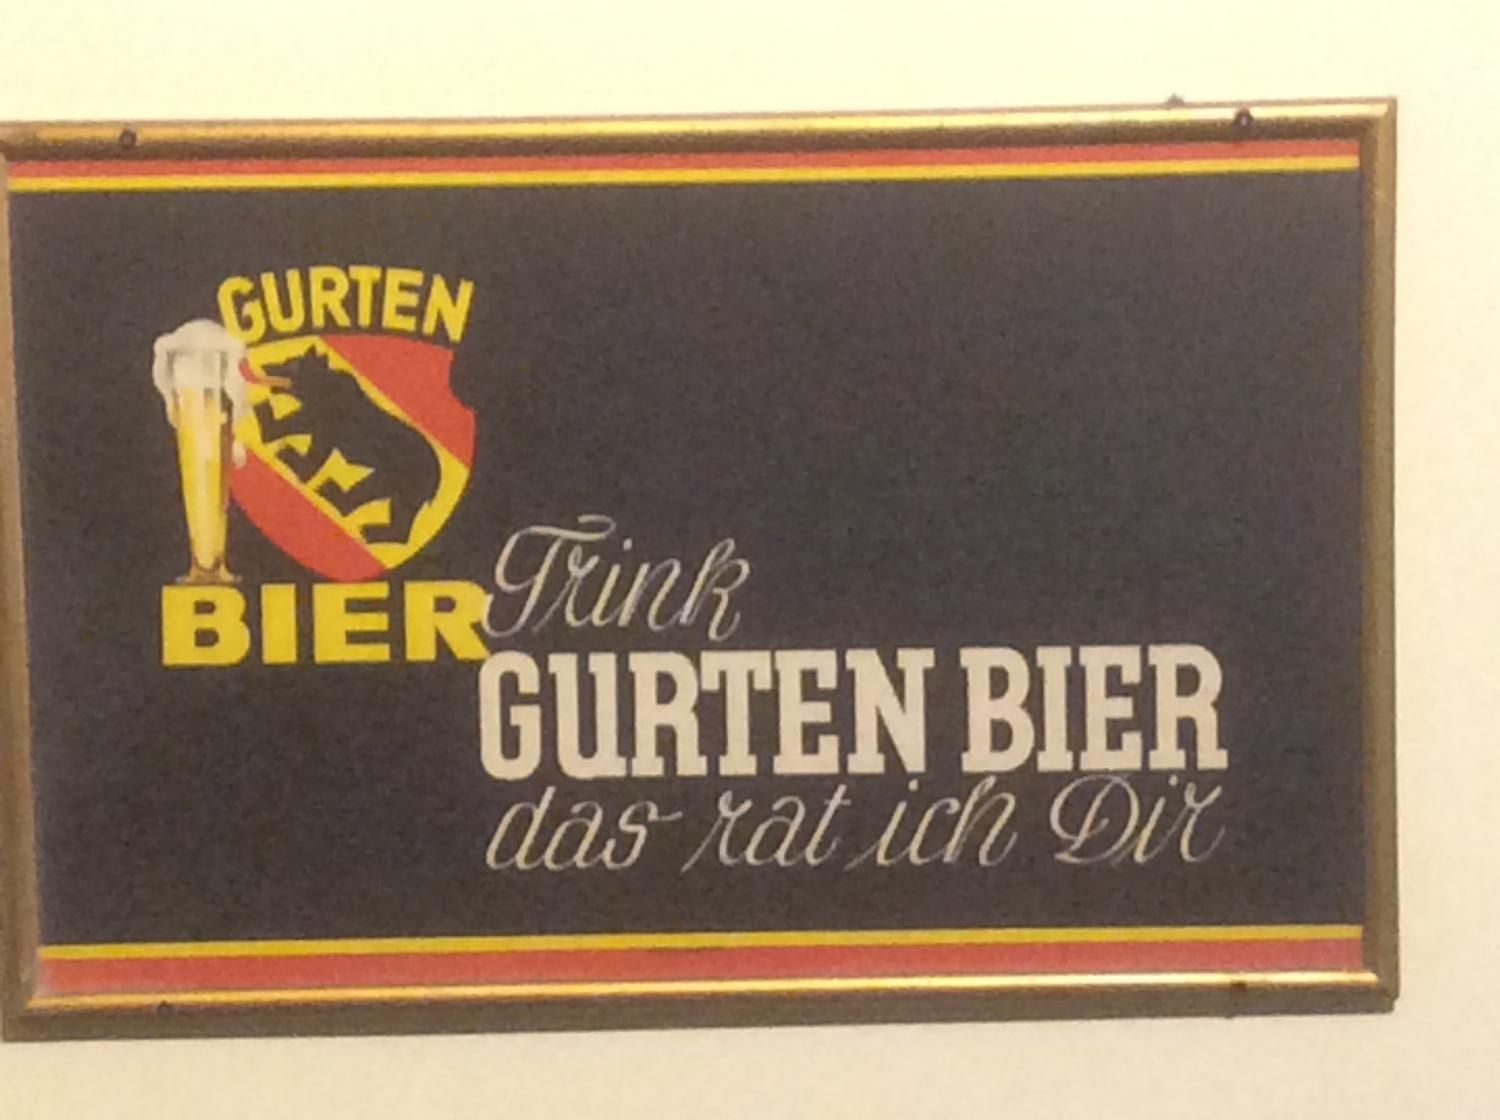 GURTEN
BIER
Trink
GURTEN BIER
das rat ich Dir